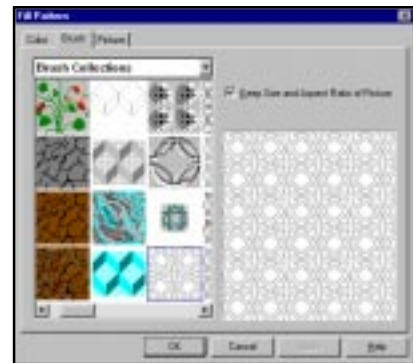 Fill Pattern
Color Brush Picture
Brush Collections
Keep Size and Aspect Ratio of Picture
OK Cancel Help